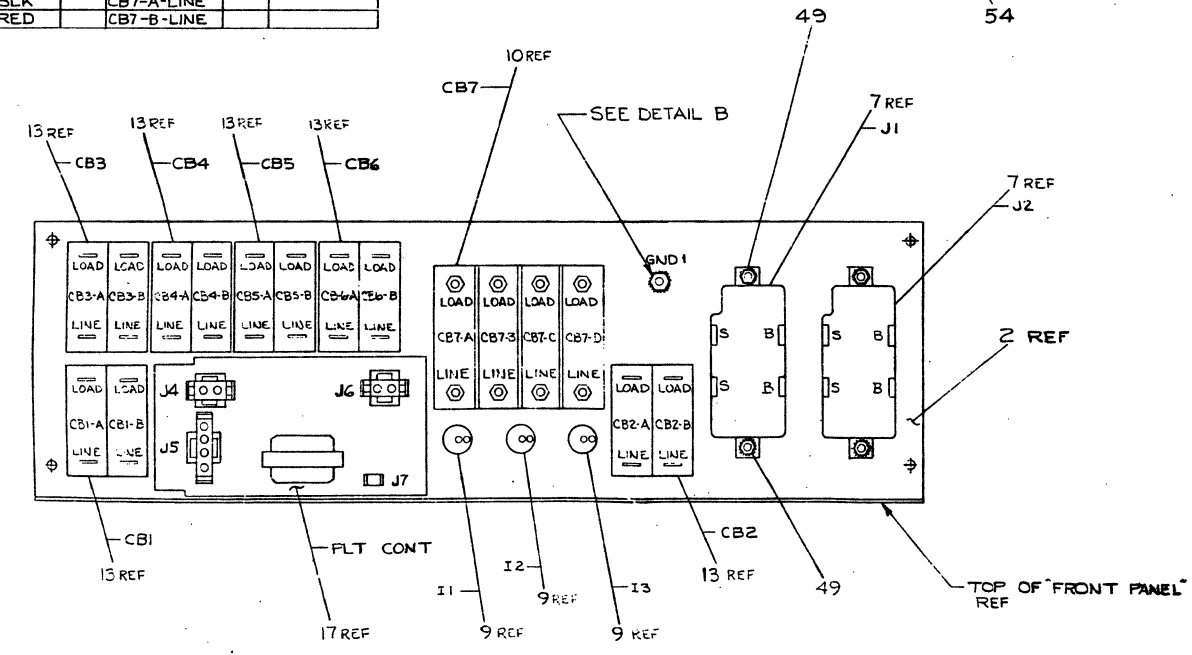 BLK CB7-A-LINE
RED CB7-B-LINE
49
54
10 REF
CB7
SEE DETAIL B
7 REF
J1
13 REF
13 REF
13 REF
13 REF
CB3
CB4
CB5
CB6
7 REF
J2
GND 1
LOAD LOAD LOAD LOAD LOAD LOAD LOAD LOAD
CB3-A CB3-B CB4-A CB4-B CB5-A CB5-B CB6-A CB6-B
LINE LINE LINE LINE LINE LINE LINE LINE
LOAD LOAD LOAD LOAD
CB7-A CB7-B CB7-C CB7-D
LINE LINE LINE LINE
S B
S B
S B
S B
2 REF
LOAD LOAD
CB1-A CB1-B
LINE LINE
J4
J6
J5
J7
LOAD LOAD
CB2-A CB2-B
LINE LINE
CB1
13 REF
FLT CONT
17 REF
I1
9 REF
I2
9 REF
I3
9 REF
CB2
13 REF
49
TOP OF "FRONT PANEL"
REF